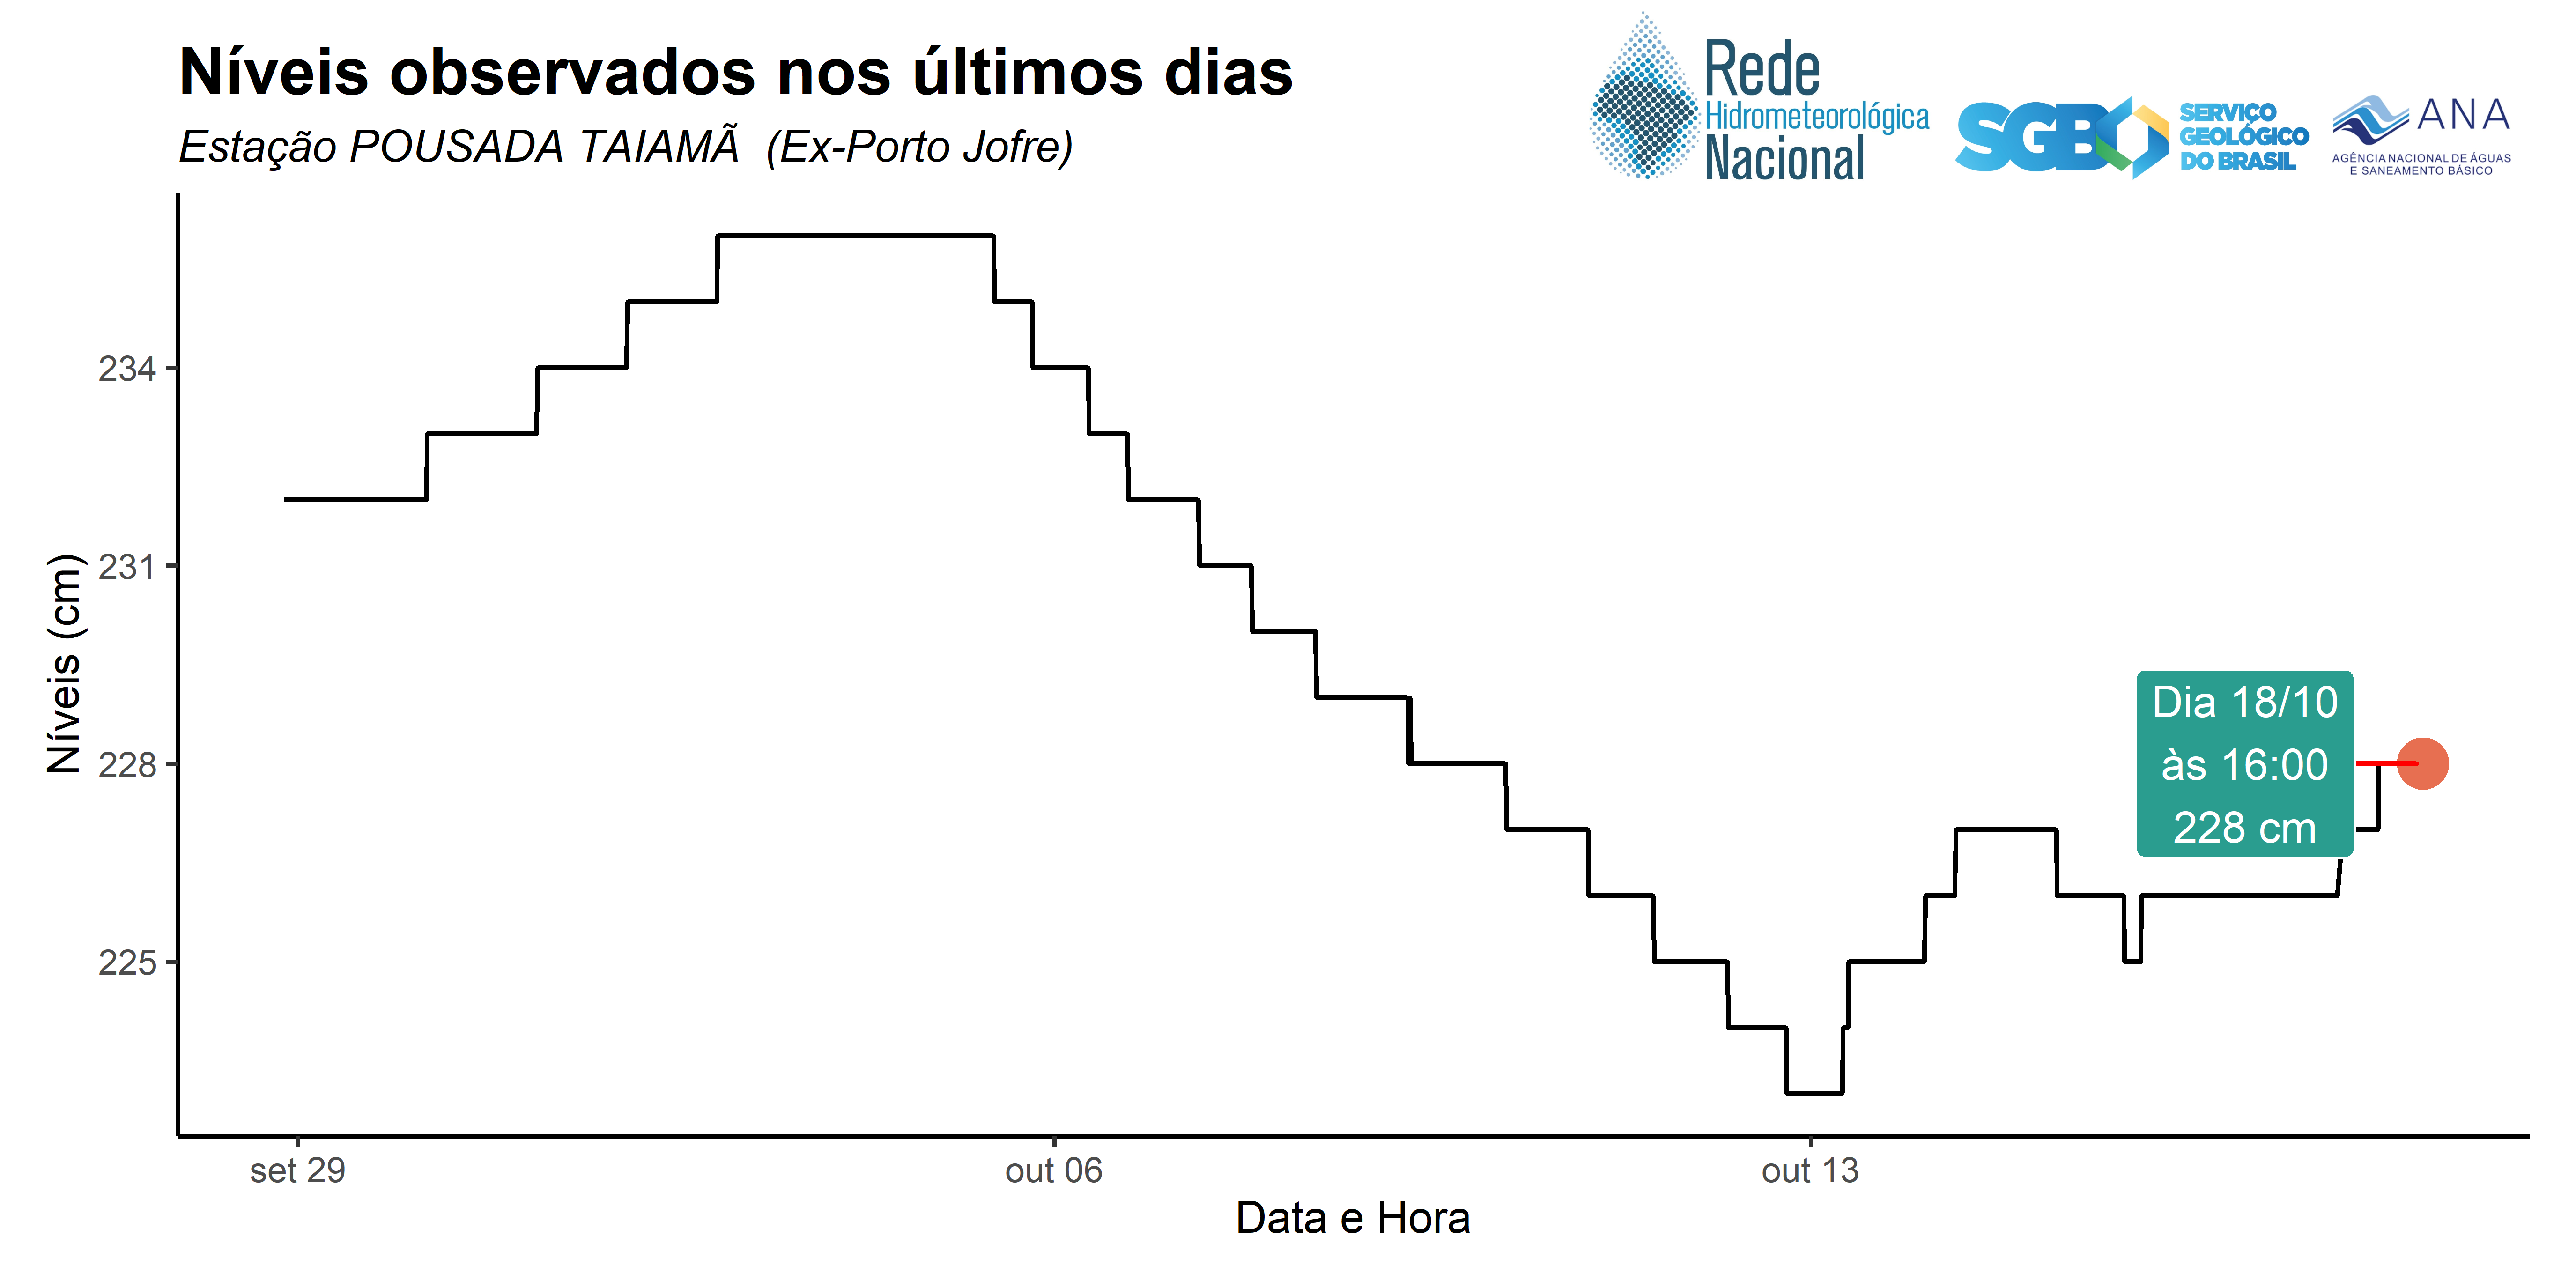 Níveis observados nos últimos dias
Estação POUSADA TAIAMÃ  (Ex-Porto Jofre)
Rede
Hidrometeorológica
Nacional
SGB
SERVIÇO
GEOLÓGICO
DO BRASIL
ANA
AGÊNCIA NACIONAL DE ÁGUAS
E SANEAMENTO BÁSICO
Níveis (cm)
234
231
228
225
Dia 18/10
às 16:00
228 cm
set 29
out 06
out 13
Data e Hora